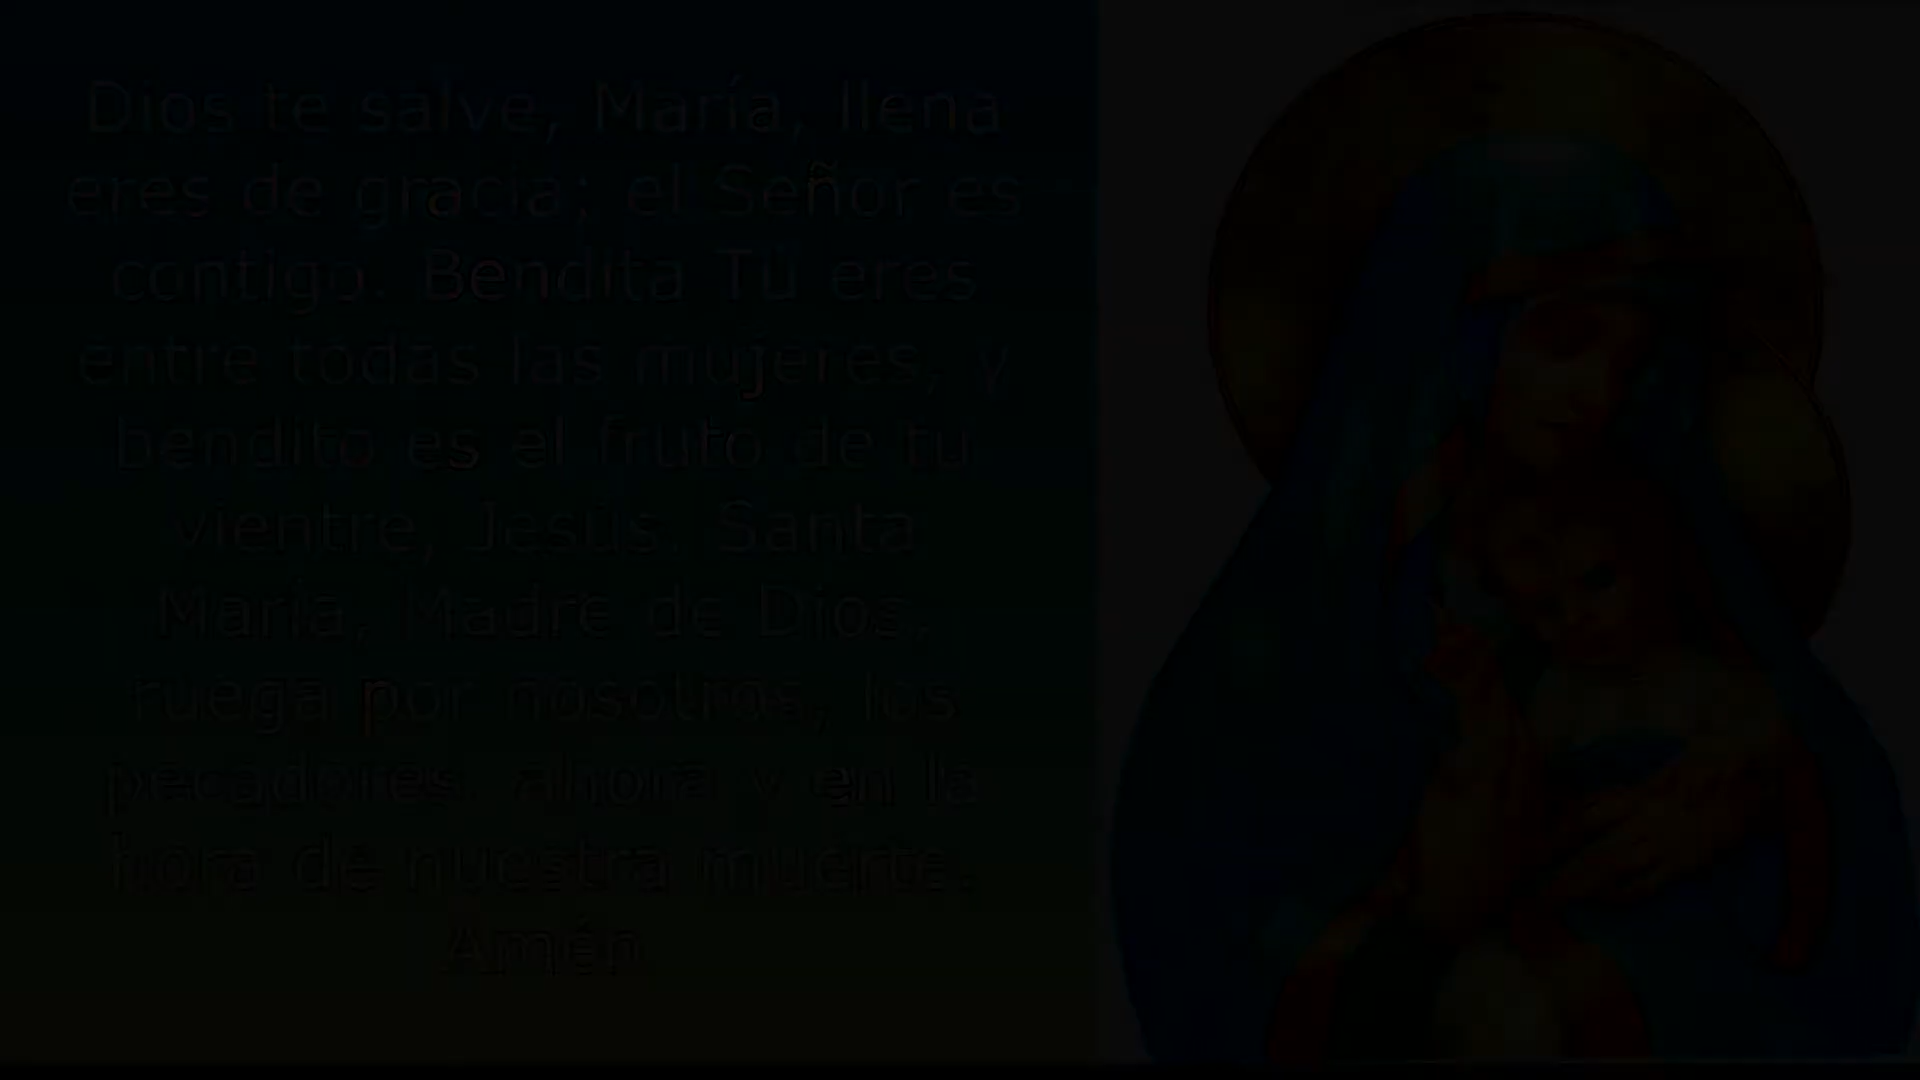 Dios te salve, María, llena
eres de gracia; el Señor es
contigo. Bendita Tú eres
entre todas las mujeres, y
bendito es el fruto de tu
vientre, Jesús. Santa
María, Madre de Dios,
ruega por nosotros, los
pecadores, ahora y en la
hora de nuestra muerte.
Amén